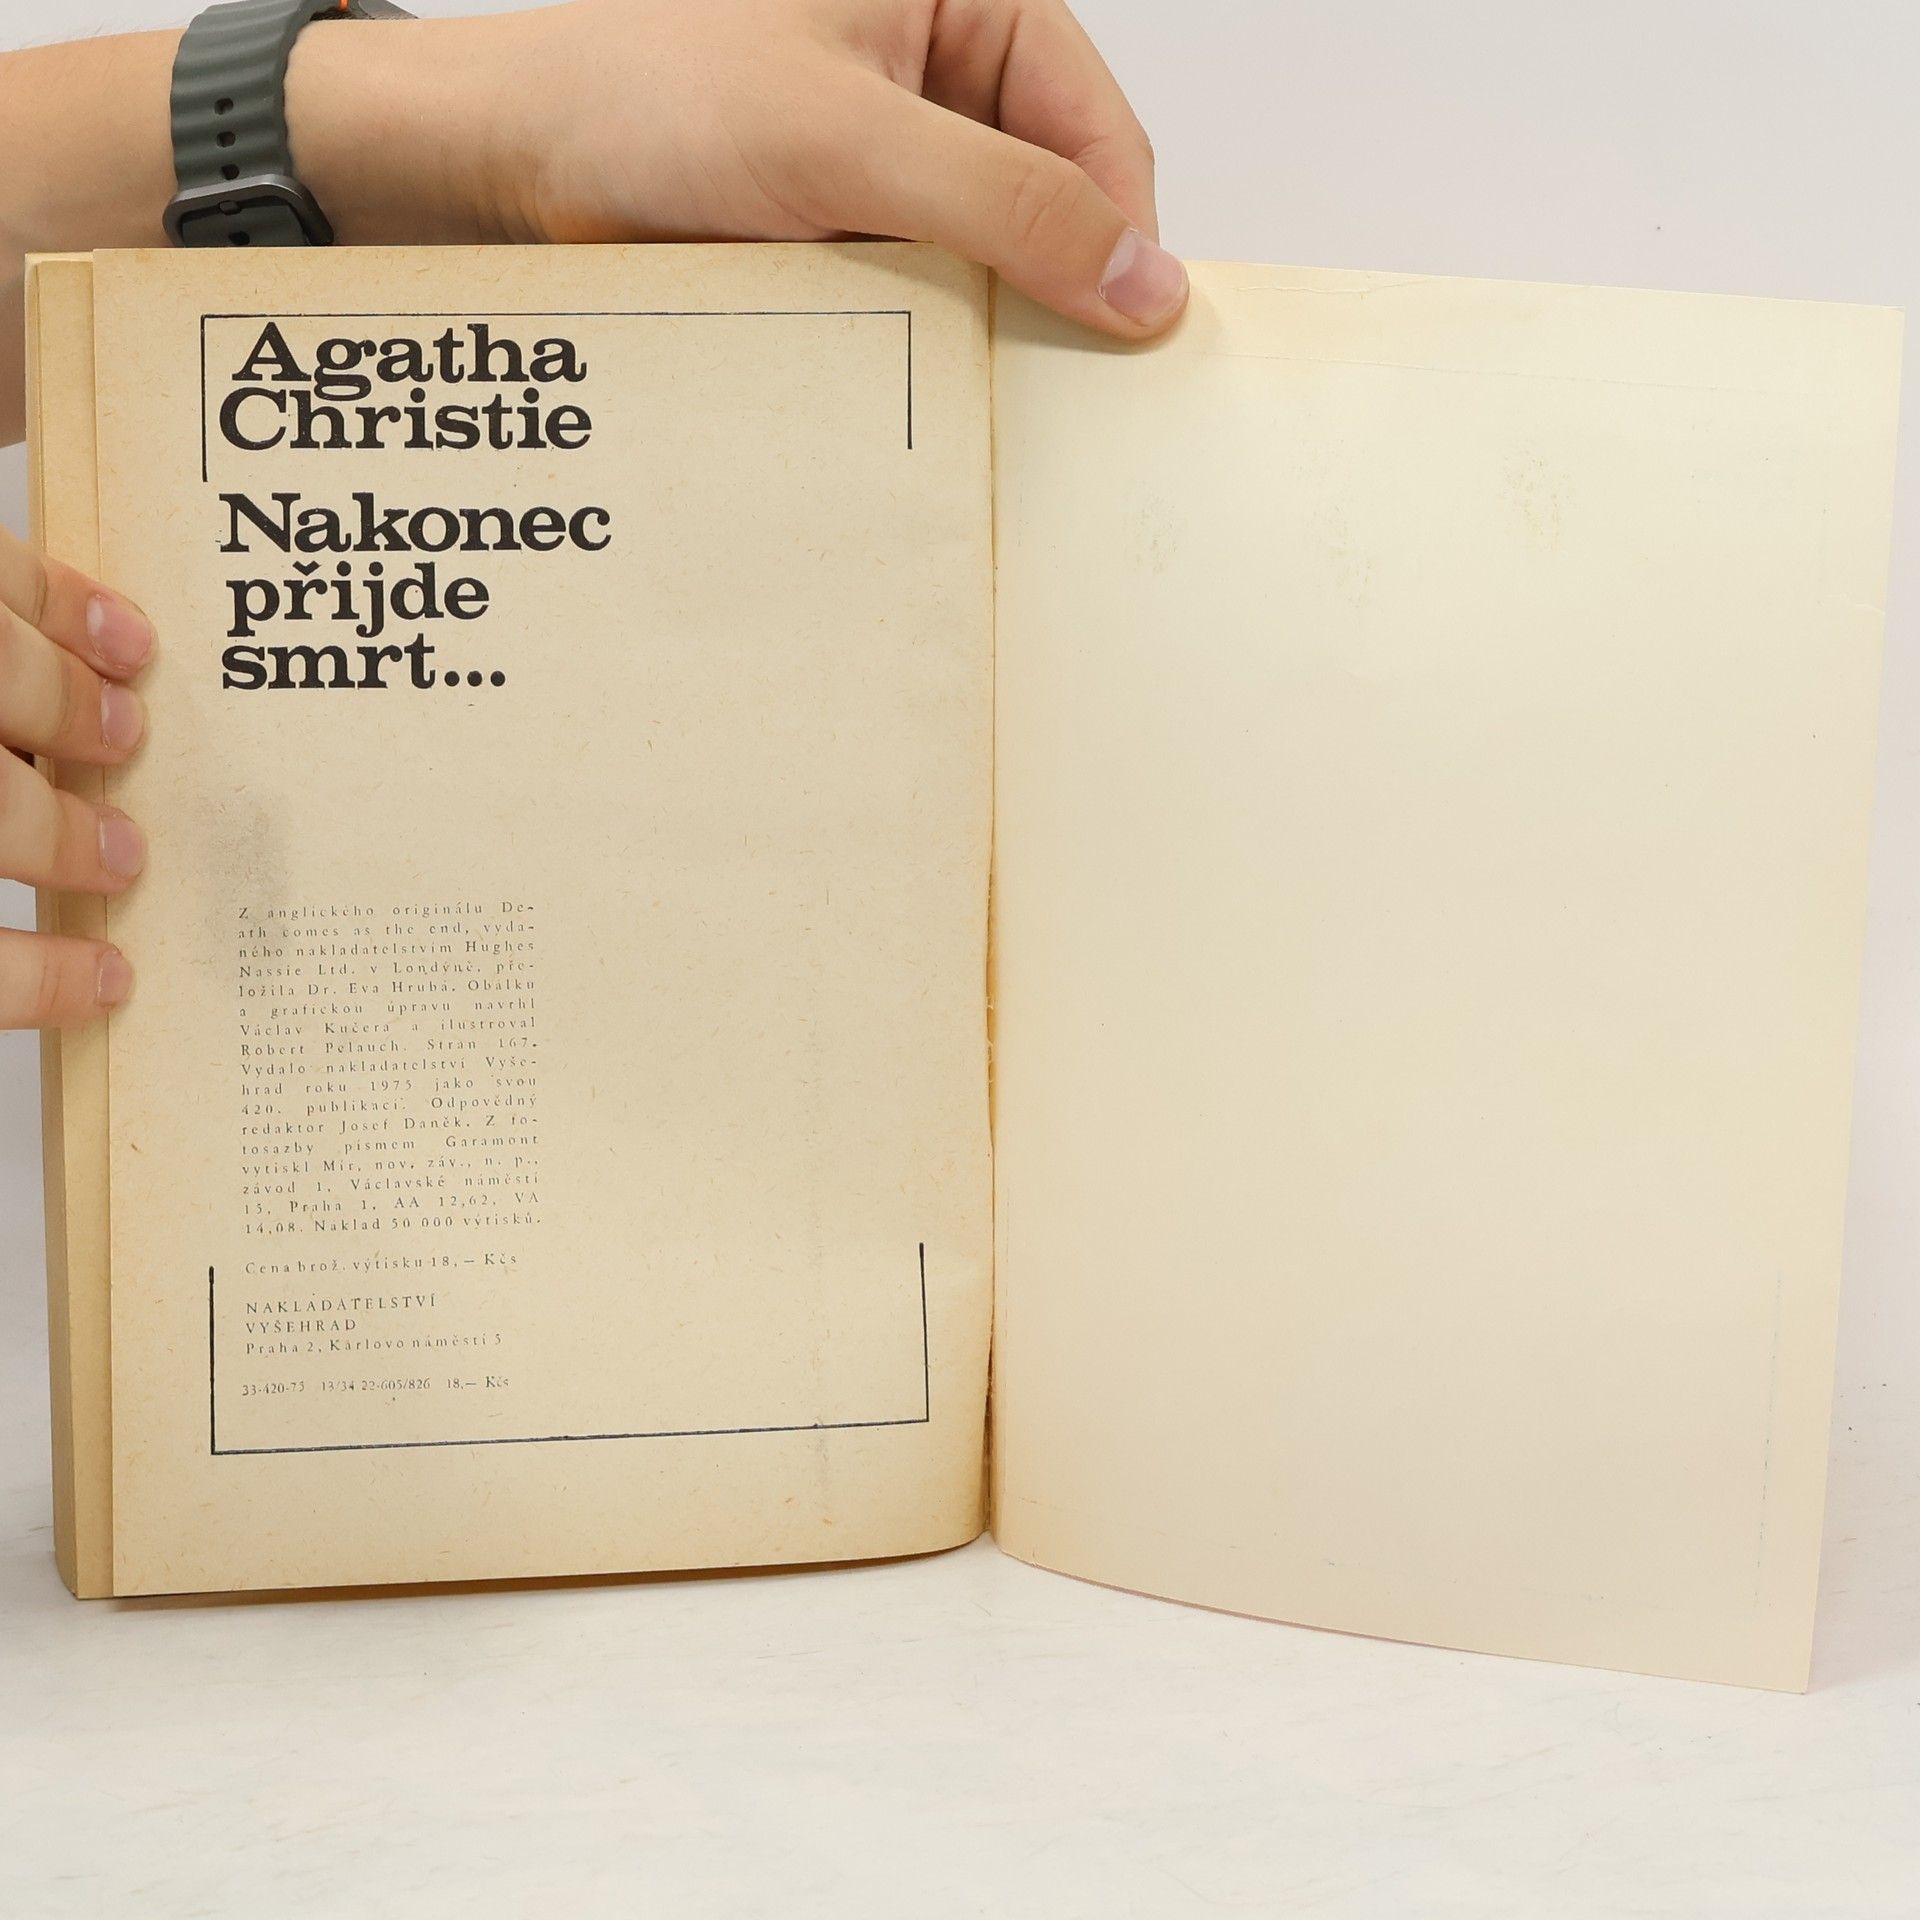 Agatha
Christie
Nakonec
přijde
smrt...
Z anglického originálu De-
ath comes as the end, vyda-
ného nakladatelstvím Hughes
Nassie Ltd. v Londýně, pře-
ložila Dr. Eva Hrubá. Obálku
a grafickou úpravu navrhl
Václav Kučera a ilustroval
Robert Pelauch. Stran 167.
Vydalo nakladatelství Vyše-
hrad roku 1975 jako svou
420. publikaci. Odpovědný
redaktor Josef Daněk. Z fo-
tosazby písmem Garamont
vytiskl Mír, nov. záv., n. p.,
závod 1, Václavské náměstí
15, Praha 1. AA 12,62, VA
14,08. Náklad 50 000 výtisků.
Cena brož. výtisku 18,— Kčs
NAKLADATELSTVÍ
VYŠEHRAD
Praha 2, Karlovo náměstí 5
33-420-75 13/34 22-605/826 18,— Kčs